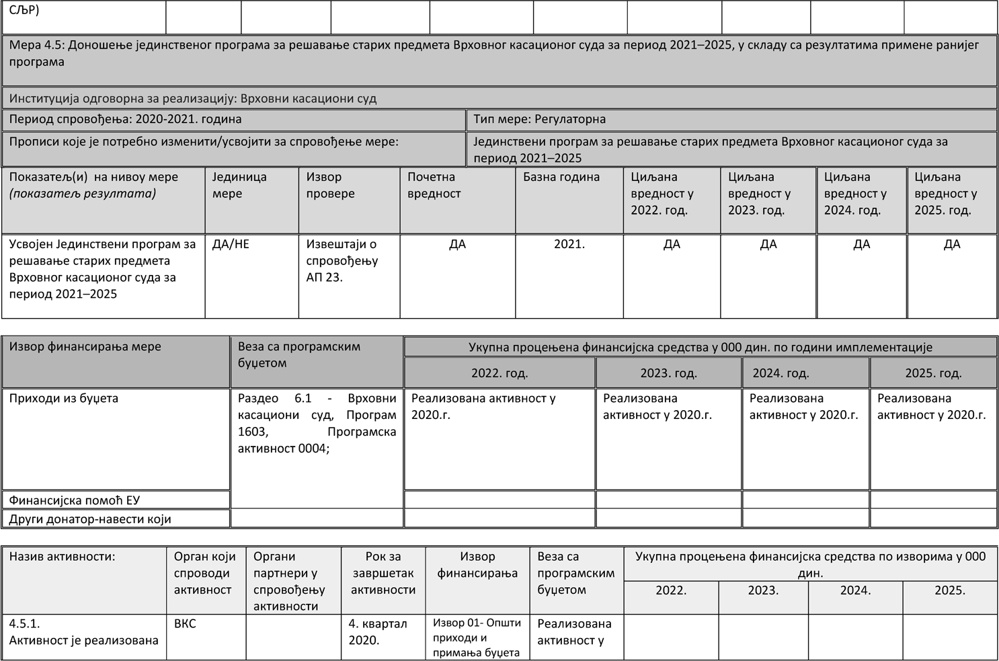 СЉР)
Мера 4.5: Доношење јединственог програма за решавање старих предмета Врховног касационог суда за период 2021–2025, у складу са резултатима примене ранијег
програма
Институција одговорна за реализацију: Врховни касациони суд
Период спровођења: 2020-2021. година
Тип мере: Регулаторна
Прописи које је потребно изменити/усвојити за спровођење мере:
Јединствени програм за решавање старих предмета Врховног касационог суда за
период 2021–2025
Показатељ(и) на нивоу мере
(показатељ резултата)
Јединица
мере
Извор
провере
Почетна
вредност
Базна година
Циљана
вредност у
2022. год.
Циљана
вредност у
2023. год.
Циљана
вредност у
2024. год.
Циљана
вредност у
2025. год.
Усвојен Јединствени програм за
решавање старих предмета
Врховног касационог суда за
период 2021–2025
ДА/НЕ
Извештаји о
спровођењу
АП 23.
ДА
2021.
ДА
ДА
ДА
ДА
Извор финансирања мере
Веза са програмским
буџетом
Укупна процењена финансијска средства у 000 дин. по години имплементације
2022. год.
2023. год.
2024. год.
2025. год.
Приходи из буџета
Раздео 6.1 - Врховни
касациони суд, Програм
1603, Програмска
активност 0004;
Реализована активност у
2020.г.
Реализована
активност у 2020.г.
Реализована
активност у 2020.г.
Реализована
активност у 2020.г.
Финансијска помоћ ЕУ
Други донатор-навести који
Назив активности:
Орган који
спроводи
активност
Органи
партнери у
спровођењу
активности
Рок за
завршетак
активности
Извор
финансирања
Веза са
програмским
буџетом
Укупна процењена финансијска средства по изворима у 000
дин.
2022.
2023.
2024.
2025.
4.5.1.
Активност је реализована
ВКС
4. квартал
2020.
Извор 01- Општи
приходи и
примања буџета
Реализована
активност у